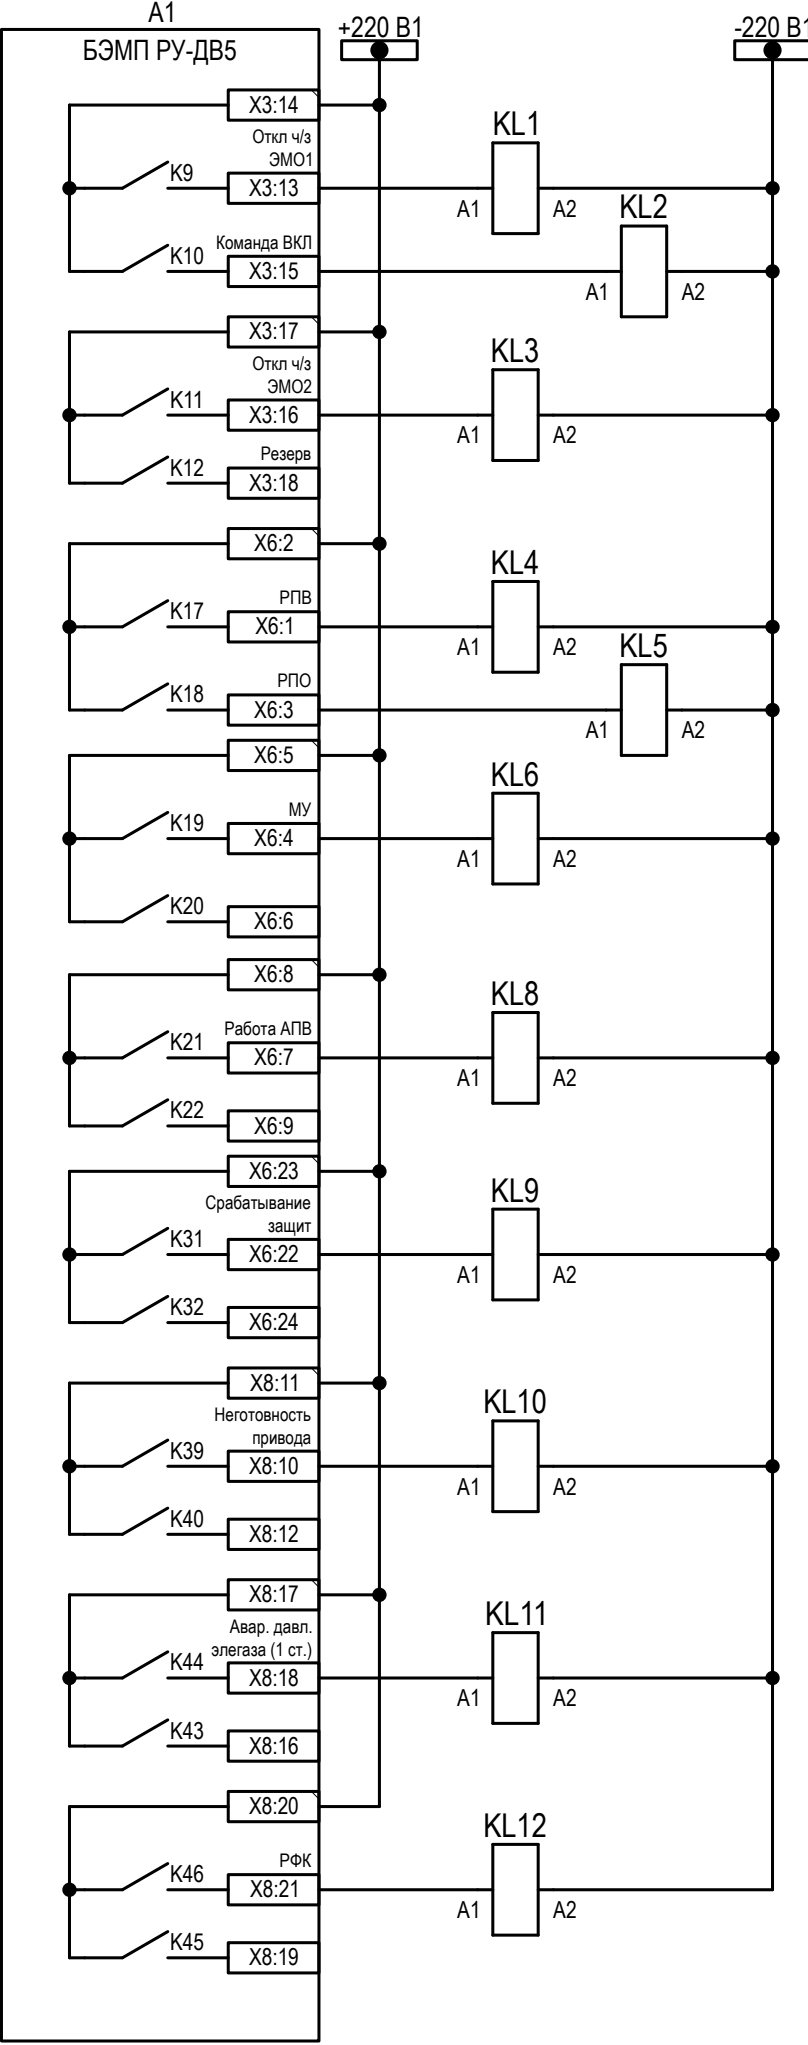 A1
+220 В1
-220 В1
БЭМП РУ-ДВ5
X3:14
Откл ч/з
ЭМО1
K9
X3:13
KL1
A1
A2
Команда ВКЛ
K10
X3:15
KL2
A1
A2
X3:17
Откл ч/з
ЭМО2
K11
X3:16
KL3
A1
A2
Резерв
K12
X3:18
X6:2
РПВ
K17
X6:1
KL4
A1
A2
РПО
K18
X6:3
KL5
A1
A2
X6:5
МУ
K19
X6:4
KL6
A1
A2
K20
X6:6
X6:8
Работа АПВ
K21
X6:7
KL8
A1
A2
K22
X6:9
X6:23
Срабатывание
защит
K31
X6:22
KL9
A1
A2
K32
X6:24
X8:11
Неготовность
привода
K39
X8:10
KL10
A1
A2
K40
X8:12
X8:17
Авар. давл.
элегаза (1 ст.)
K44
X8:18
KL11
A1
A2
K43
X8:16
X8:20
РФК
K46
X8:21
KL12
A1
A2
K45
X8:19